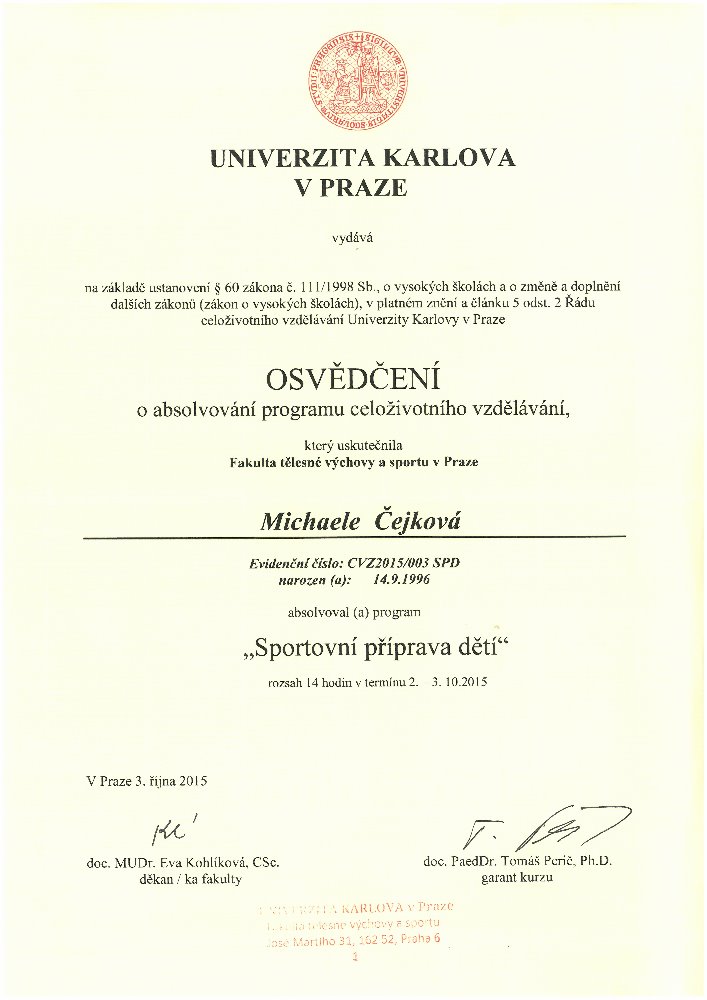 UNIVERZITA KARLOVA
V PRAZE
vydává
na základě ustanovení § 60 zákona č. 111/1998 Sb., o vysokých školách a o změně a doplnění
dalších zákonů (zákon o vysokých školách), v platném znění a článku 5 odst. 2 Řádu
celoživotního vzdělávání Univerzity Karlovy v Praze
OSVĚDČENÍ
o absolvování programu celoživotního vzdělávání,
který uskutečnila
Fakulta tělesné výchovy a sportu v Praze
Michaele Čejková
Evidenční číslo: CVZ2015/003 SPD
narozen (a): 14.9.1996
absolvoval (a) program
„Sportovní příprava dětí“
rozsah 14 hodin v termínu 2. 3. 10.2015
V Praze 3. října 2015
doc. MUDr. Eva Kohlíková, CSc.
děkan / ka fakulty
doc. PaedDr. Tomáš Perič, Ph.D.
garant kurzu
UNIVERZITA KARLOVA v Praze
tělesné výchovy a sportu
José Martího 31, 162 52, Praha 6